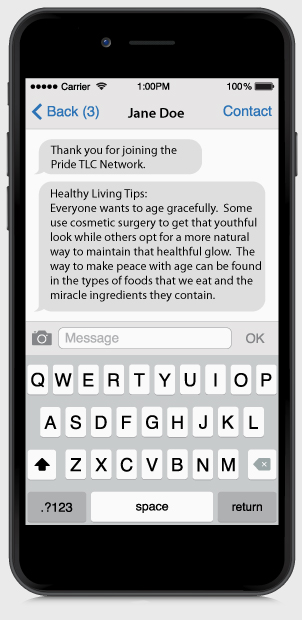 Carrier 1:00PM 100%
Back (3) Jane Doe Contact
Thank you for joining the
Pride TLC Network.
Healthy Living Tips:
Everyone wants to age gracefully. Some
use cosmetic surgery to get that youthful
look while others opt for a more natural
way to maintain that healthful glow. The
way to make peace with age can be found
in the types of foods that we eat and the
miracle ingredients they contain.
Message OK
Q W E R T Y U I O P
A S D F G H J K L
Z X C V B N M
.?123 space return